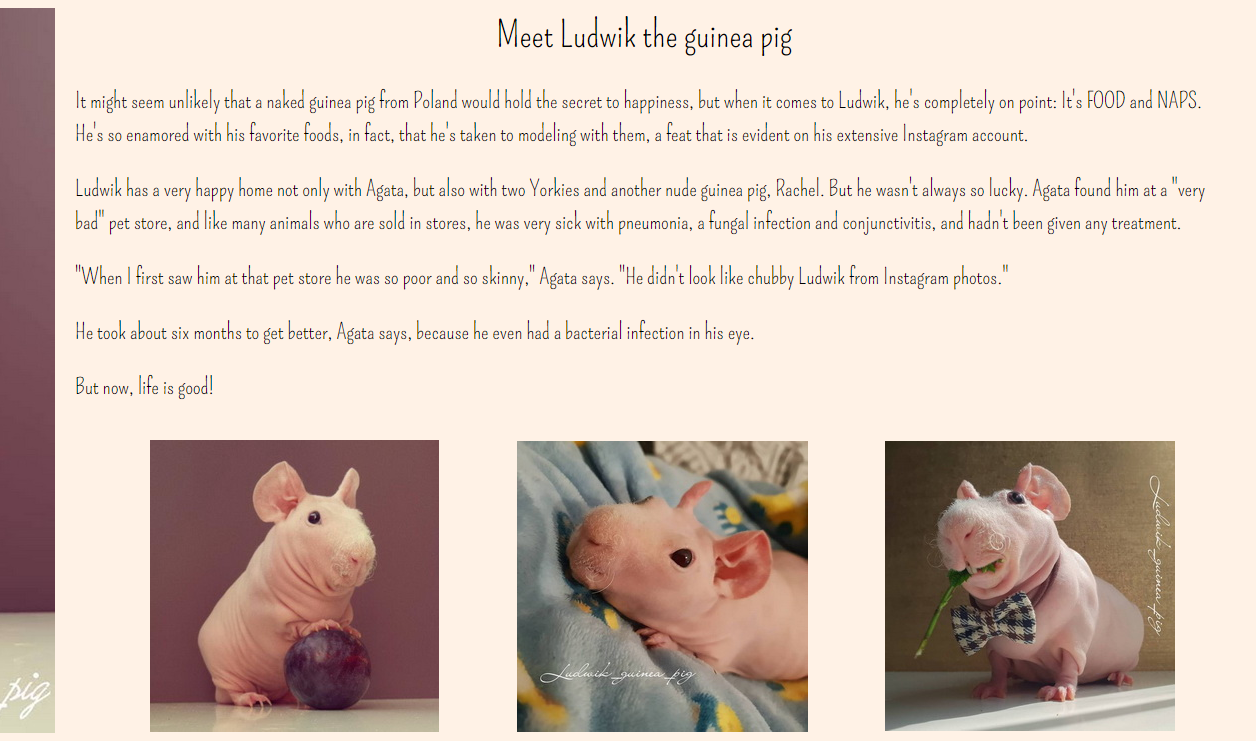 Meet Ludwik the guinea pig
It might seem unlikely that a naked guinea pig from Poland would hold the secret to happiness, but when it comes to Ludwik, he's completely on point: It's FOOD and NAPS.
He's so enamored with his favorite foods, in fact, that he's taken to modeling with them, a feat that is evident on his extensive Instagram account.
Ludwik has a very happy home not only with Agata, but also with two Yorkies and another nude guinea pig, Rachel. But he wasn't always so lucky. Agata found him at a "very
bad" pet store, and like many animals who are sold in stores, he was very sick with pneumonia, a fungal infection and conjunctivitis, and hadn't been given any treatment.
"When I first saw him at that pet store he was so poor and so skinny," Agata says. "He didn't look like chubby Ludwik from Instagram photos."
He took about six months to get better, Agata says, because he even had a bacterial infection in his eye.
But now, life is good!
pig
Ludwik_guinea_pig
Ludwik_guinea_pig